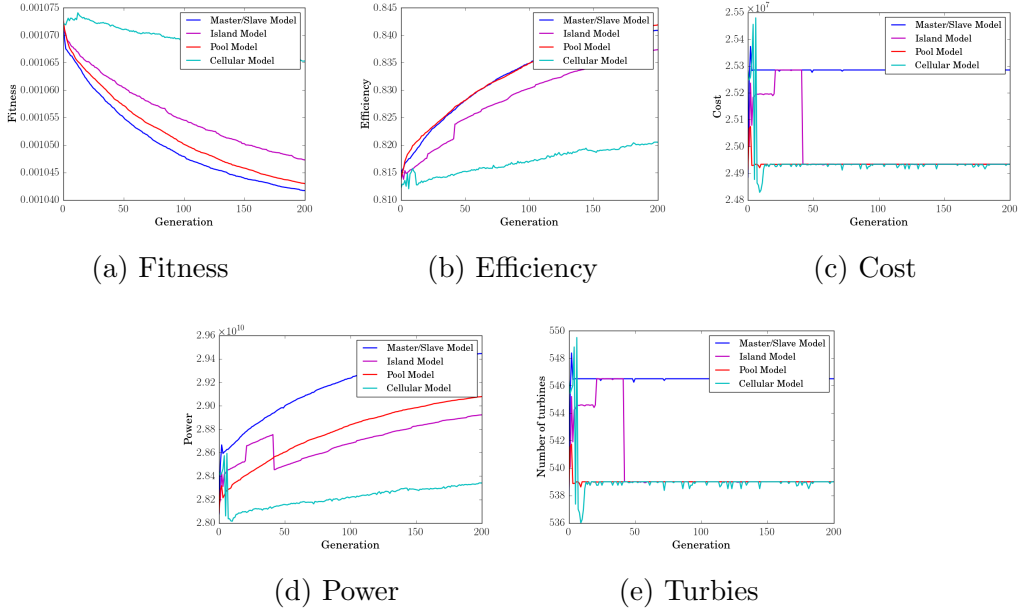 0.001075
0.001070
0.001065
0.001060
0.001055
0.001050
0.001045
0.001040
0 50 100 150 200
Generation
Fitness
Master/Slave Model
Island Model
Pool Model
Cellular Model
(a) Fitness
0.845
0.840
0.835
0.830
0.825
0.820
0.815
0.810
0 50 100 150 200
Generation
Efficiency
Master/Slave Model
Island Model
Pool Model
Cellular Model
(b) Efficiency
×10⁷
2.55
2.54
2.53
2.52
2.51
2.50
2.49
2.48
0 50 100 150 200
Generation
Cost
Master/Slave Model
Island Model
Pool Model
Cellular Model
(c) Cost
×10¹⁰
2.96
2.94
2.92
2.90
2.88
2.86
2.84
2.82
2.80
0 50 100 150 200
Generation
Power
Master/Slave Model
Island Model
Pool Model
Cellular Model
(d) Power
550
548
546
544
542
540
538
536
0 50 100 150 200
Generation
Number of turbines
Master/Slave Model
Island Model
Pool Model
Cellular Model
(e) Turbies